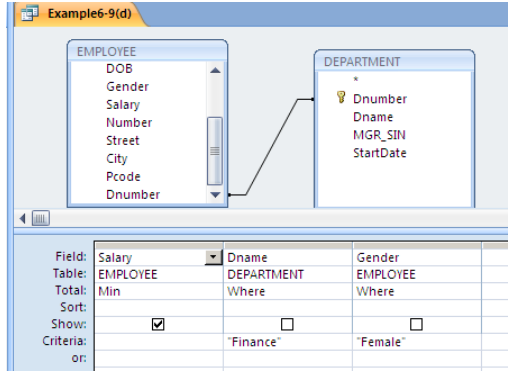 Example6-9(d)
EMPLOYEE
DOB
Gender
Salary
Number
Street
City
Pcode
Dnumber
DEPARTMENT
*
Dnumber
Dname
MGR_SIN
StartDate
Field: Salary Dname Gender
Table: EMPLOYEE DEPARTMENT EMPLOYEE
Total: Min Where Where
Sort:
Show:
Criteria: "Finance" "Female"
or: